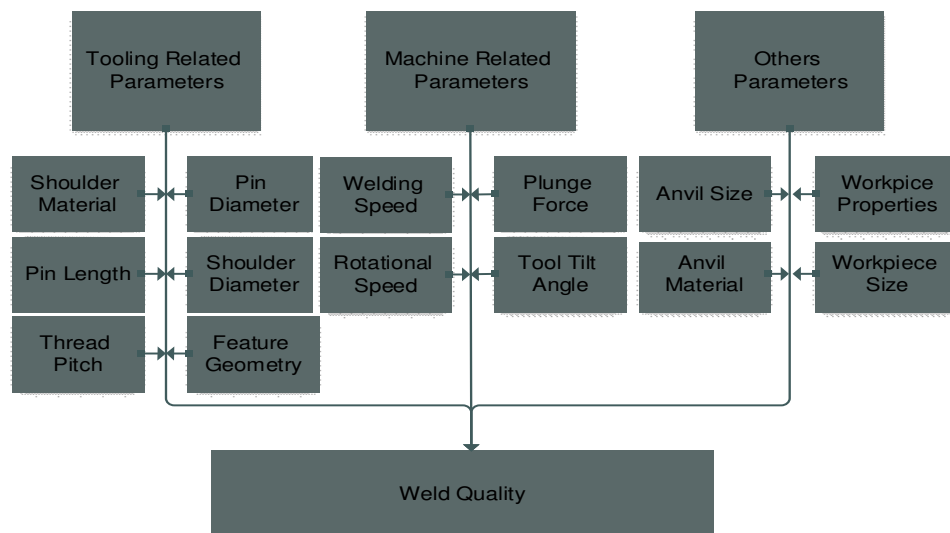 Tooling Related
Parameters
Machine Related
Parameters
Others
Parameters
Shoulder
Material
Pin
Diameter
Welding
Speed
Plunge
Force
Anvil Size
Workpice
Properties
Pin Length
Shoulder
Diameter
Rotational
Speed
Tool Tilt
Angle
Anvil
Material
Workpiece
Size
Thread
Pitch
Feature
Geometry
Weld Quality